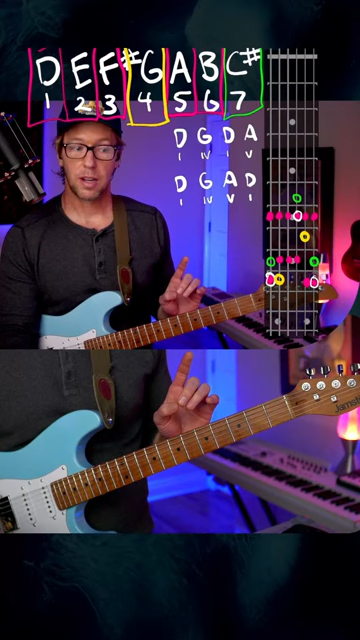 D E F# G A B C#
1 2 3 4 5 6 7
D G D A
I IV I V
D G A D
I IV V I